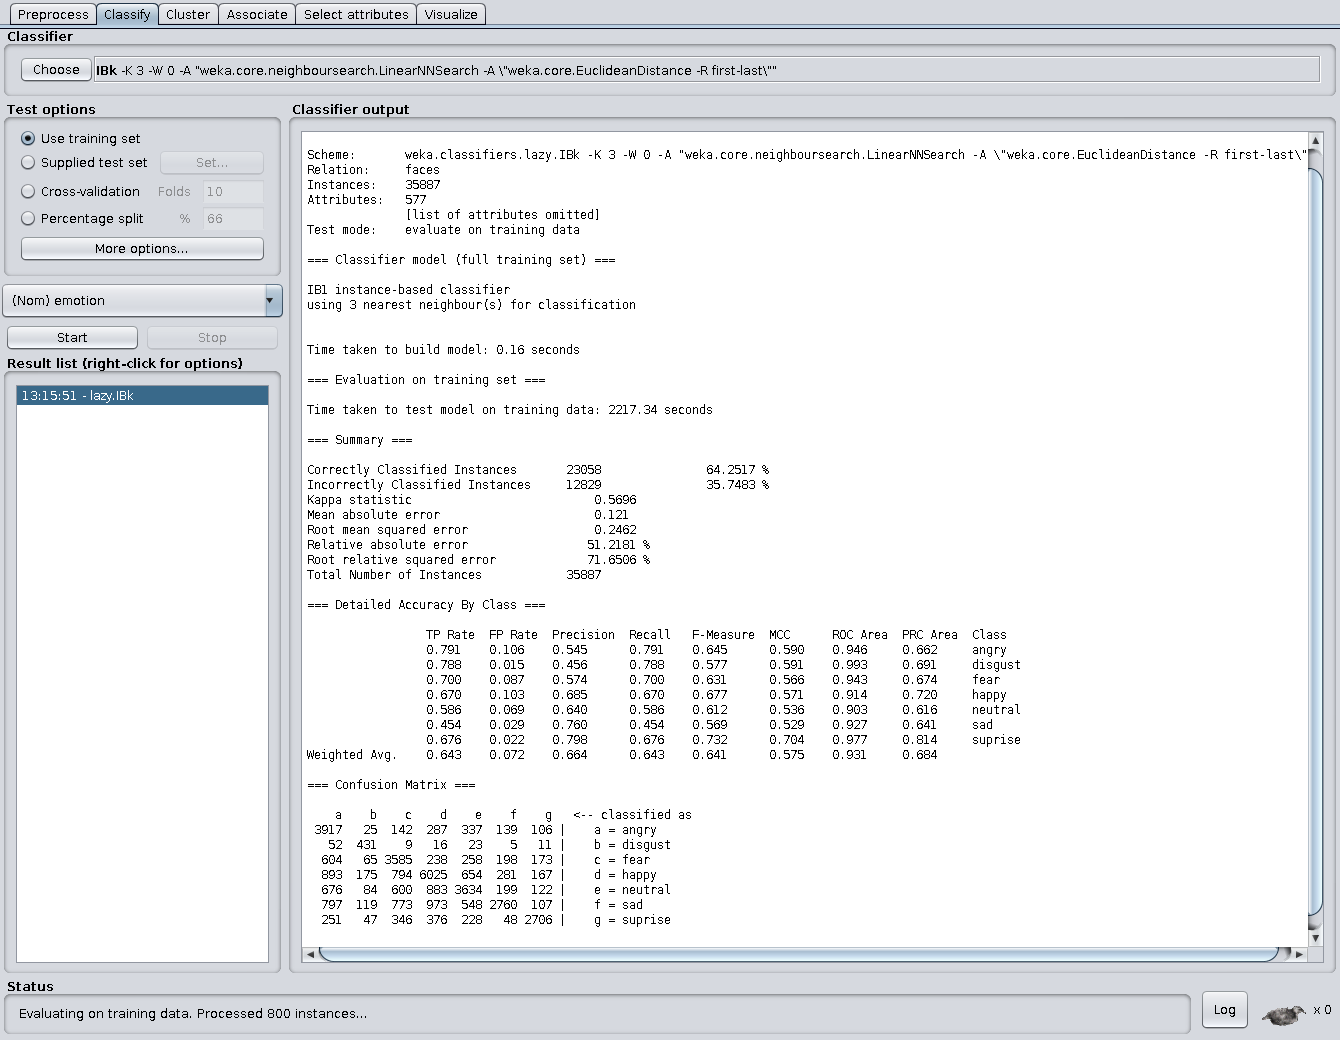 Preprocess Classify Cluster Associate Select attributes Visualize
Classifier
Choose IBk -K 3 -W 0 -A "weka.core.neighboursearch.LinearNNSearch -A \"weka.core.EuclideanDistance -R first-last\""
Test options
Use training set
Supplied test set Set...
Cross-validation Folds 10
Percentage split % 66
More options...
(Nom) emotion
Start Stop
Result list (right-click for options)
13:15:51 - lazy.IBk
Classifier output
Scheme: weka.classifiers.lazy.IBk -K 3 -W 0 -A "weka.core.neighboursearch.LinearNNSearch -A \"weka.core.EuclideanDistance -R first-last\"
Relation: faces
Instances: 35887
Attributes: 577
[list of attributes omitted]
Test mode: evaluate on training data
=== Classifier model (full training set) ===
IB1 instance-based classifier
using 3 nearest neighbour(s) for classification
Time taken to build model: 0.16 seconds
=== Evaluation on training set ===
Time taken to test model on training data: 2217.34 seconds
=== Summary ===
Correctly Classified Instances 23058 64.2517 %
Incorrectly Classified Instances 12829 35.7483 %
Kappa statistic 0.5696
Mean absolute error 0.121
Root mean squared error 0.2462
Relative absolute error 51.2181 %
Root relative squared error 71.6506 %
Total Number of Instances 35887
=== Detailed Accuracy By Class ===
TP Rate FP Rate Precision Recall F-Measure MCC ROC Area PRC Area Class
0.791 0.106 0.545 0.791 0.645 0.590 0.946 0.662 angry
0.788 0.015 0.456 0.788 0.577 0.591 0.993 0.691 disgust
0.700 0.087 0.574 0.700 0.631 0.566 0.943 0.674 fear
0.670 0.103 0.685 0.670 0.677 0.571 0.914 0.720 happy
0.586 0.069 0.640 0.586 0.612 0.536 0.903 0.616 neutral
0.454 0.029 0.760 0.454 0.569 0.529 0.927 0.641 sad
0.676 0.022 0.798 0.676 0.732 0.704 0.977 0.814 suprise
Weighted Avg. 0.643 0.072 0.664 0.643 0.641 0.575 0.931 0.684
=== Confusion Matrix ===
a b c d e f g <-- classified as
3917 25 142 287 337 139 106 | a = angry
52 431 9 16 23 5 11 | b = disgust
604 65 3585 238 258 198 173 | c = fear
893 175 794 6025 654 281 167 | d = happy
676 84 600 883 3634 199 122 | e = neutral
797 119 773 973 548 2760 107 | f = sad
251 47 346 376 228 48 2706 | g = suprise
Status
Evaluating on training data. Processed 800 instances...
Log
x 0